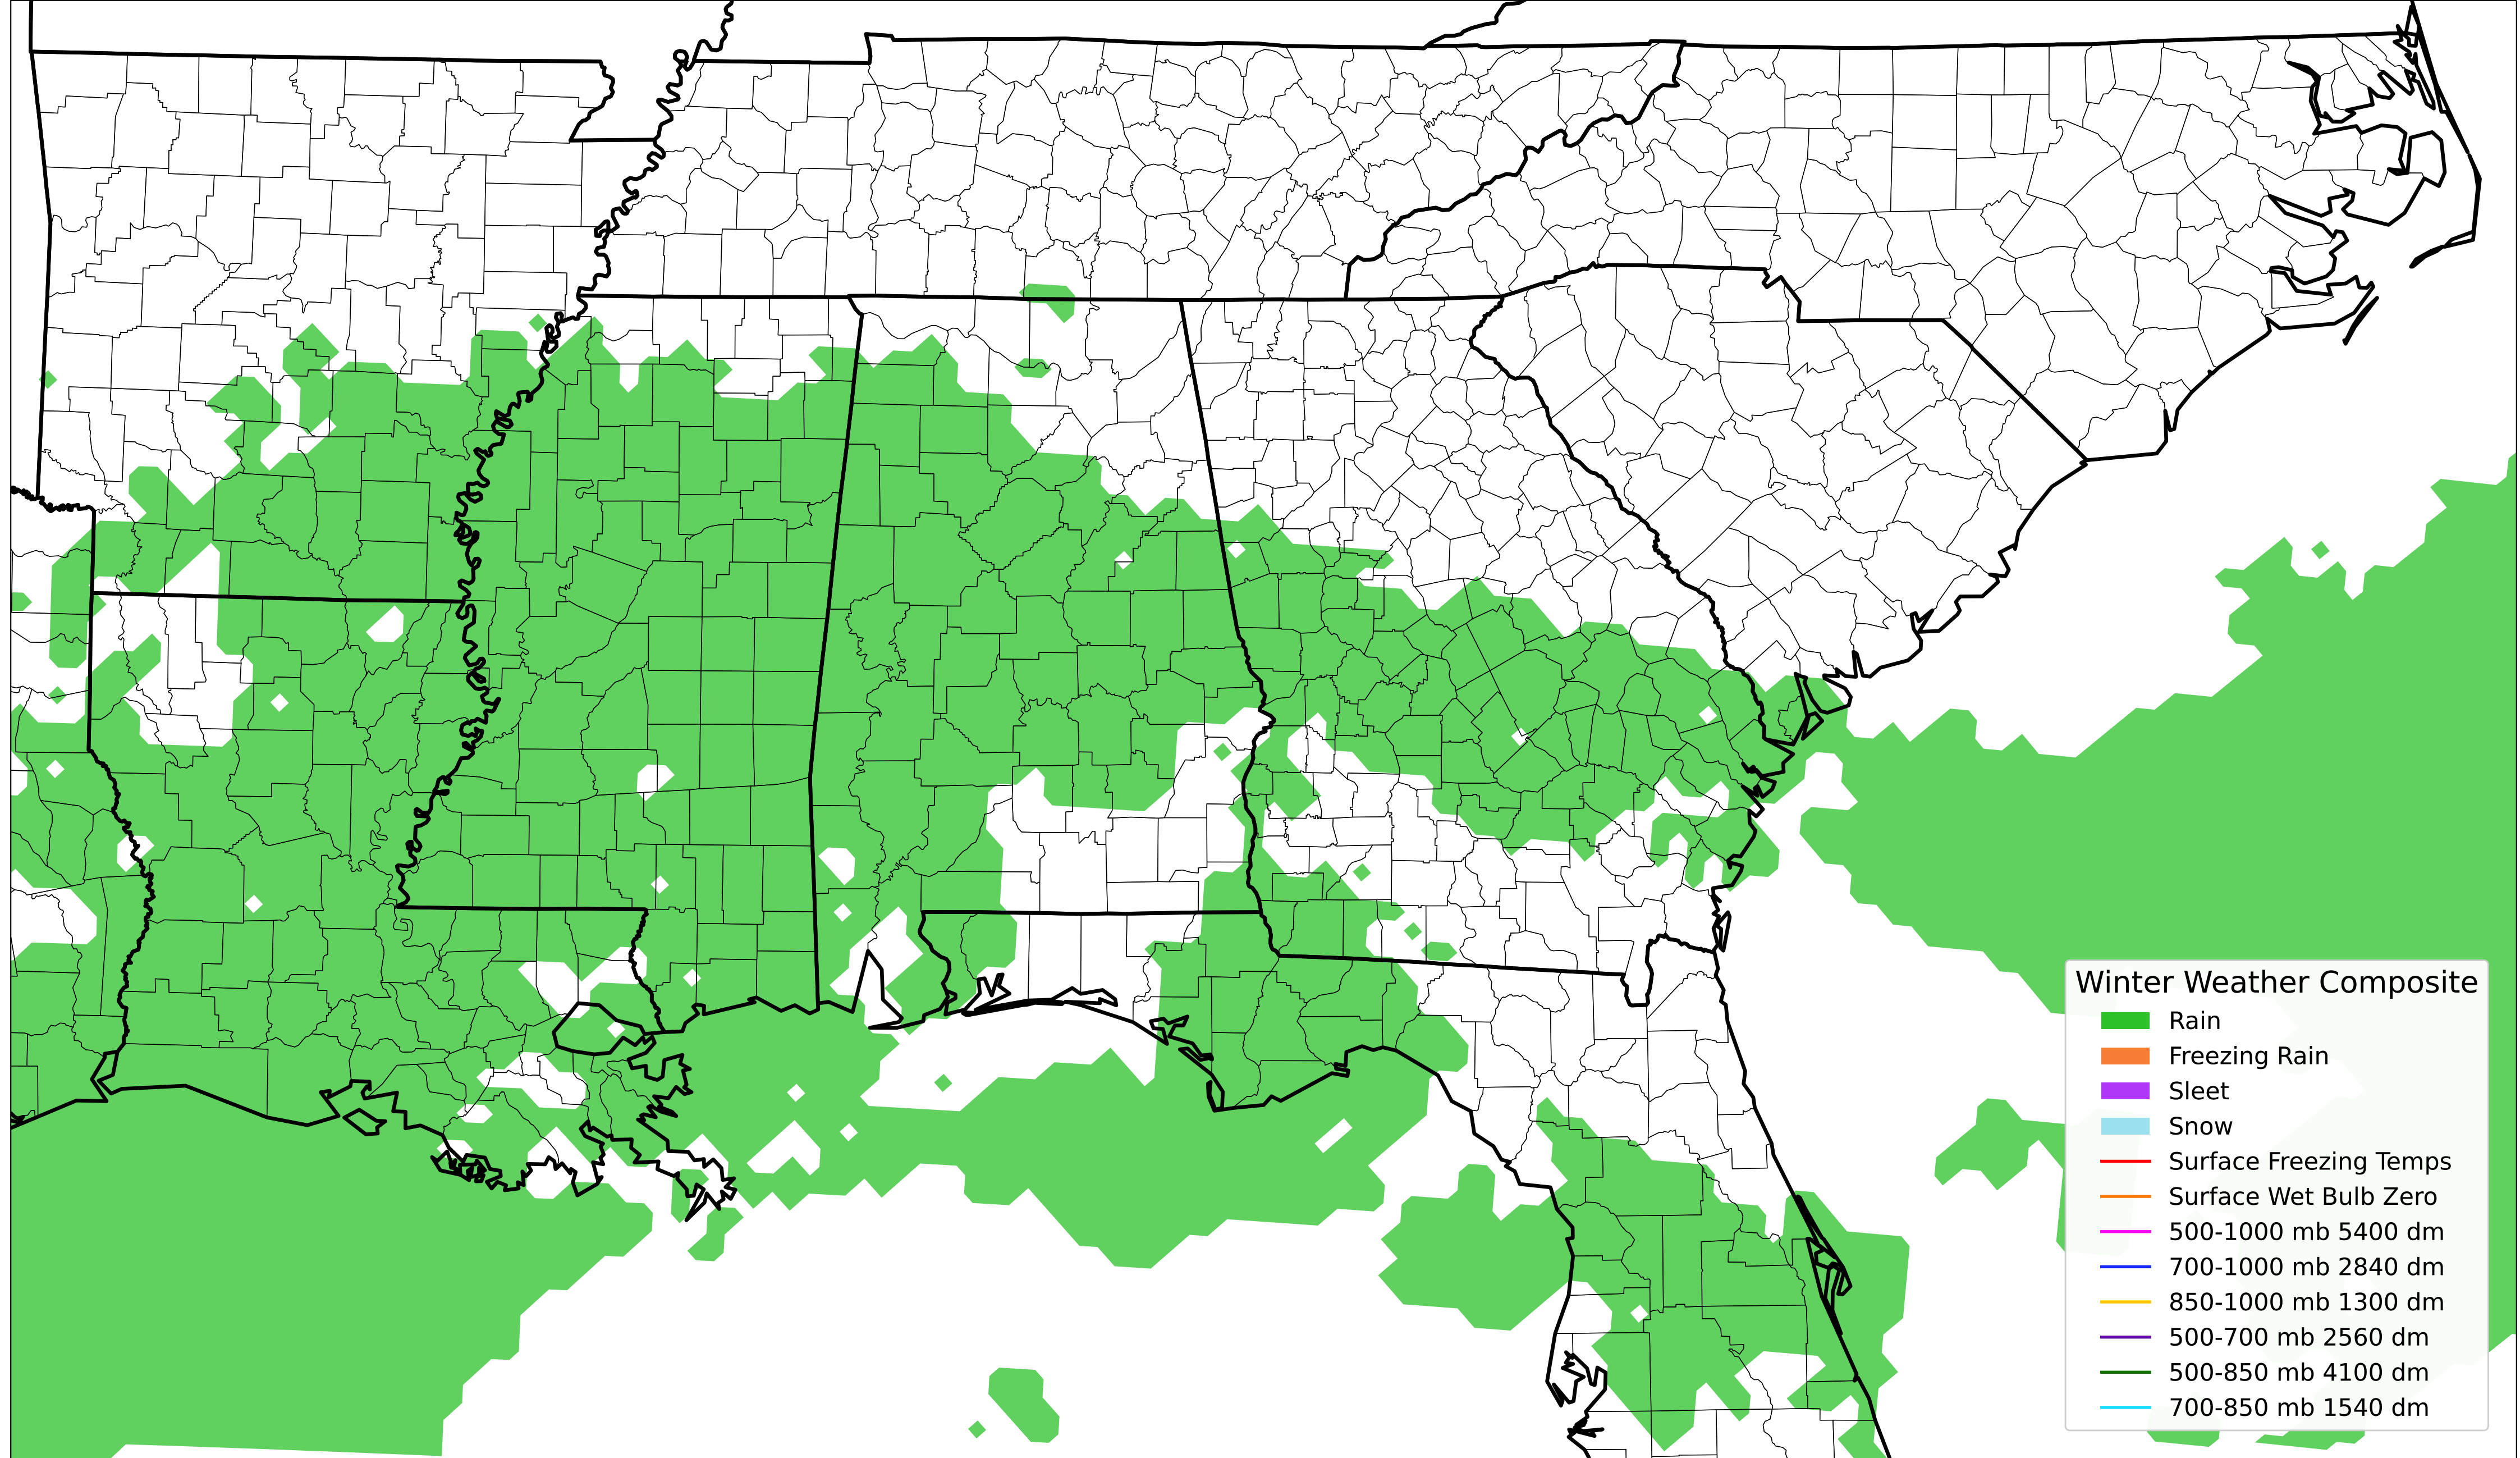 Winter Weather Composite
Rain
Freezing Rain
Sleet
Snow
Surface Freezing Temps
Surface Wet Bulb Zero
500-1000 mb 5400 dm
700-1000 mb 2840 dm
850-1000 mb 1300 dm
500-700 mb 2560 dm
500-850 mb 4100 dm
700-850 mb 1540 dm